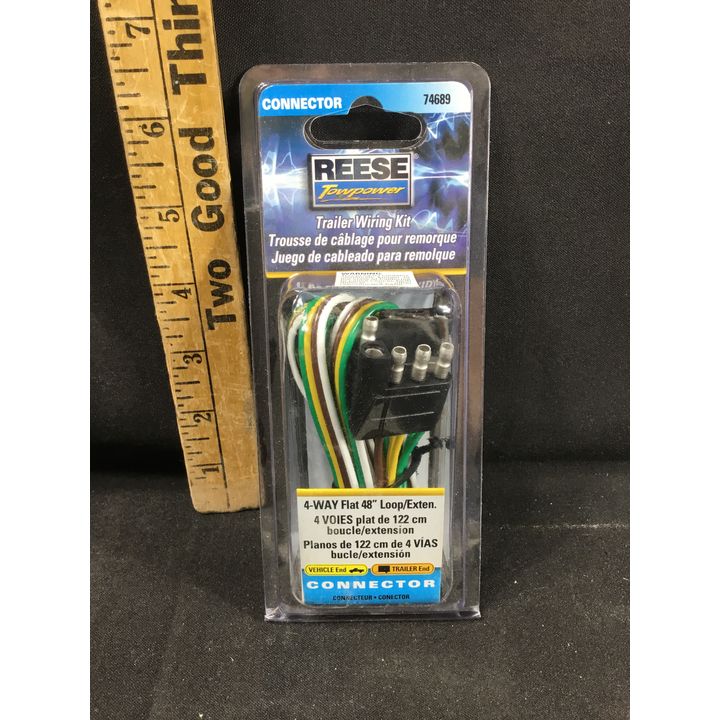 CONNECTOR
74689
REESE
Towpower
Trailer Wiring Kit
Trousse de câblage pour remorque
Juego de cableado para remolque
WARNING
4-WAY Flat 48" Loop/Exten.
4 VOIES plat de 122 cm
boucle/extension
Planos de 122 cm de 4 VÍAS
bucle/extensión
VEHICLE End
TRAILER End
CONNECTOR
CONNECTEUR • CONECTOR
Two Good Thin
7
6
5
4
3
2
1